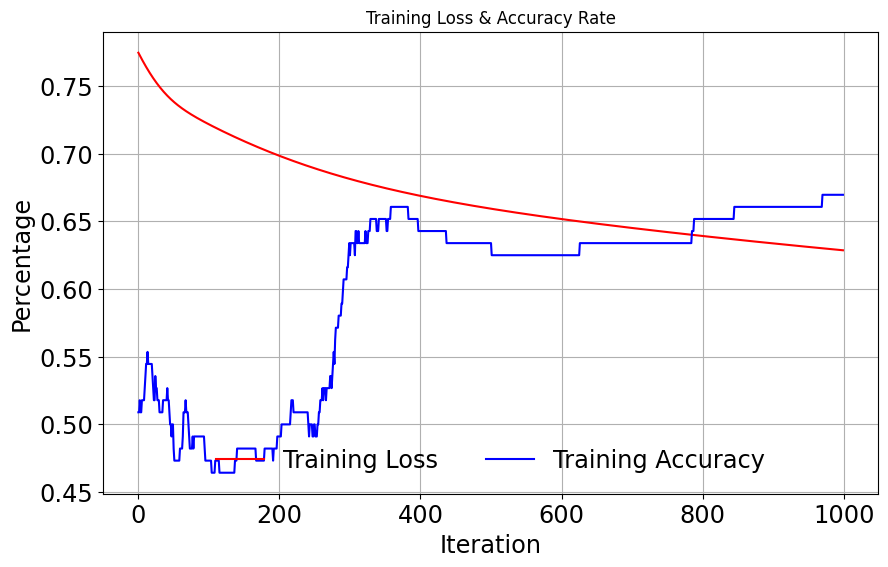 Training Loss & Accuracy Rate
Percentage
0.75
0.70
0.65
0.60
0.55
0.50
0.45
Training Loss
Training Accuracy
0 200 400 600 800 1000
Iteration